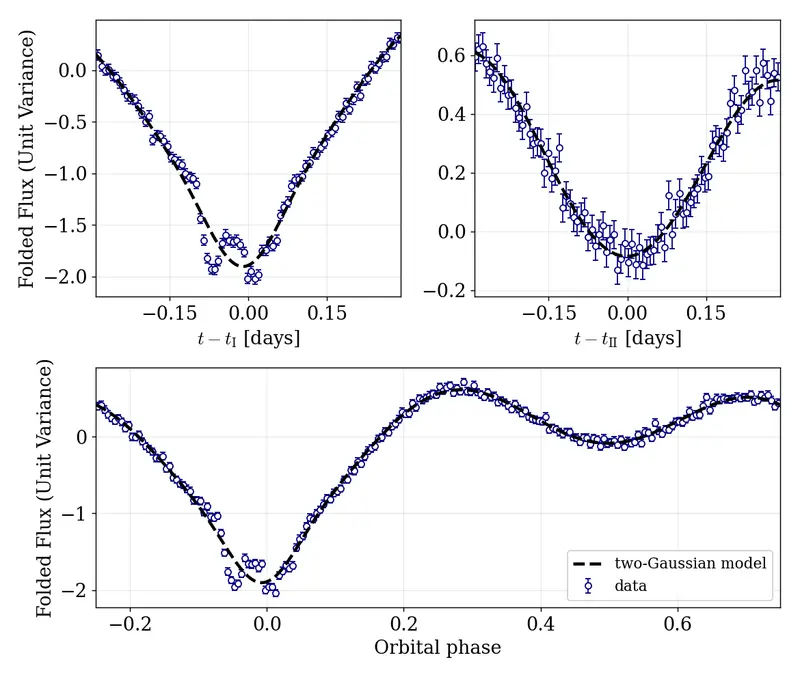 Folded Flux (Unit Variance)
0.0
−0.5
−1.0
−1.5
−2.0
−0.15 0.00 0.15
t − t_I [days]
0.6
0.4
0.2
0.0
−0.2
−0.15 0.00 0.15
t − t_II [days]
Folded Flux (Unit Variance)
0
−1
−2
−0.2 0.0 0.2 0.4 0.6
Orbital phase
two-Gaussian model
data